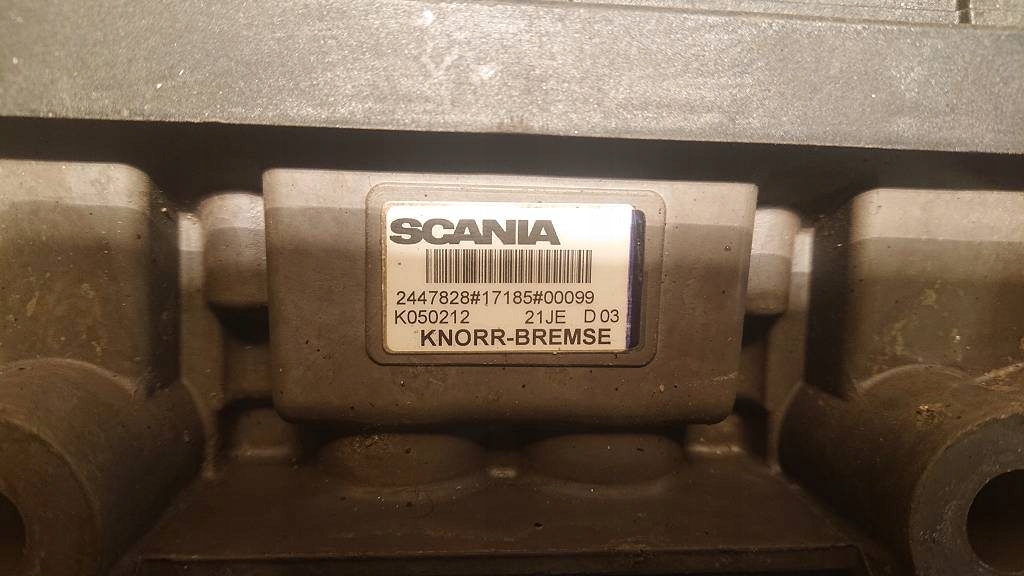 SCANIA
2447828#17185#00099
K050212 21JE D 03
KNORR-BREMSE